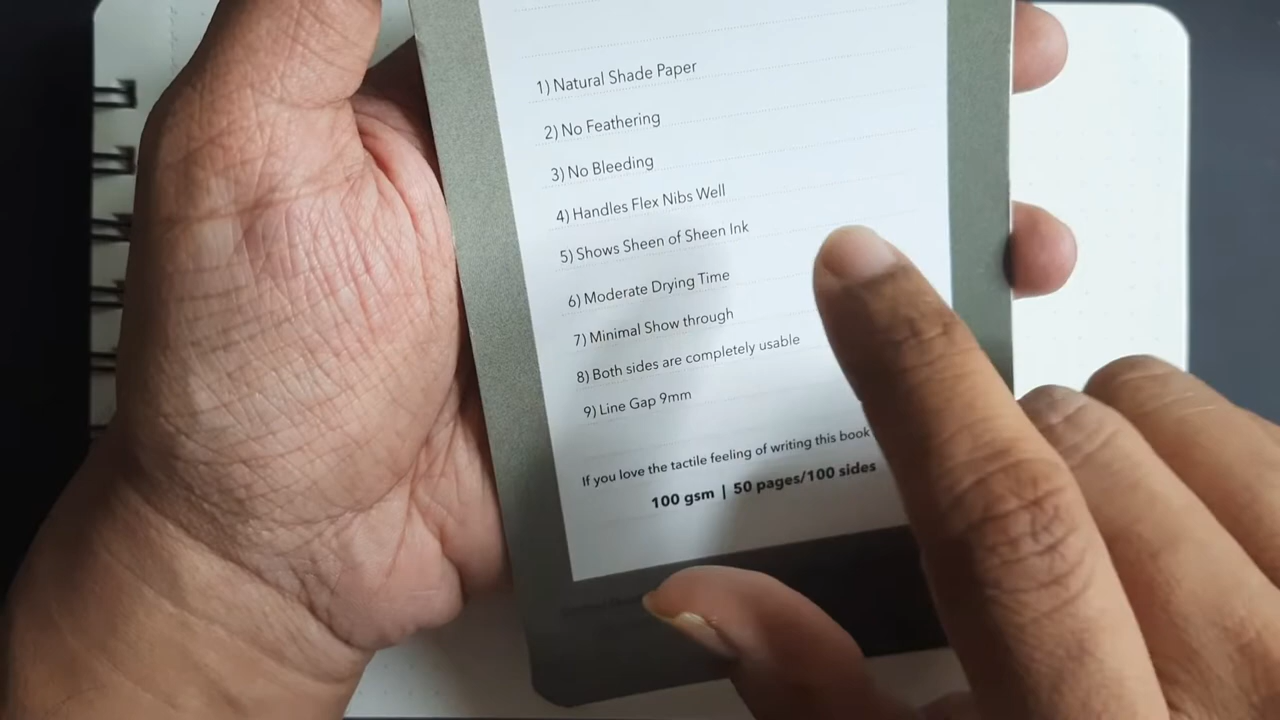 1) Natural Shade Paper
2) No Feathering
3) No Bleeding
4) Handles Flex Nibs Well
5) Shows Sheen of Sheen Ink
6) Moderate Drying Time
7) Minimal Show through
8) Both sides are completely usable
9) Line Gap 9mm
If you love the tactile feeling of writing this book
100 gsm | 50 pages/100 sides